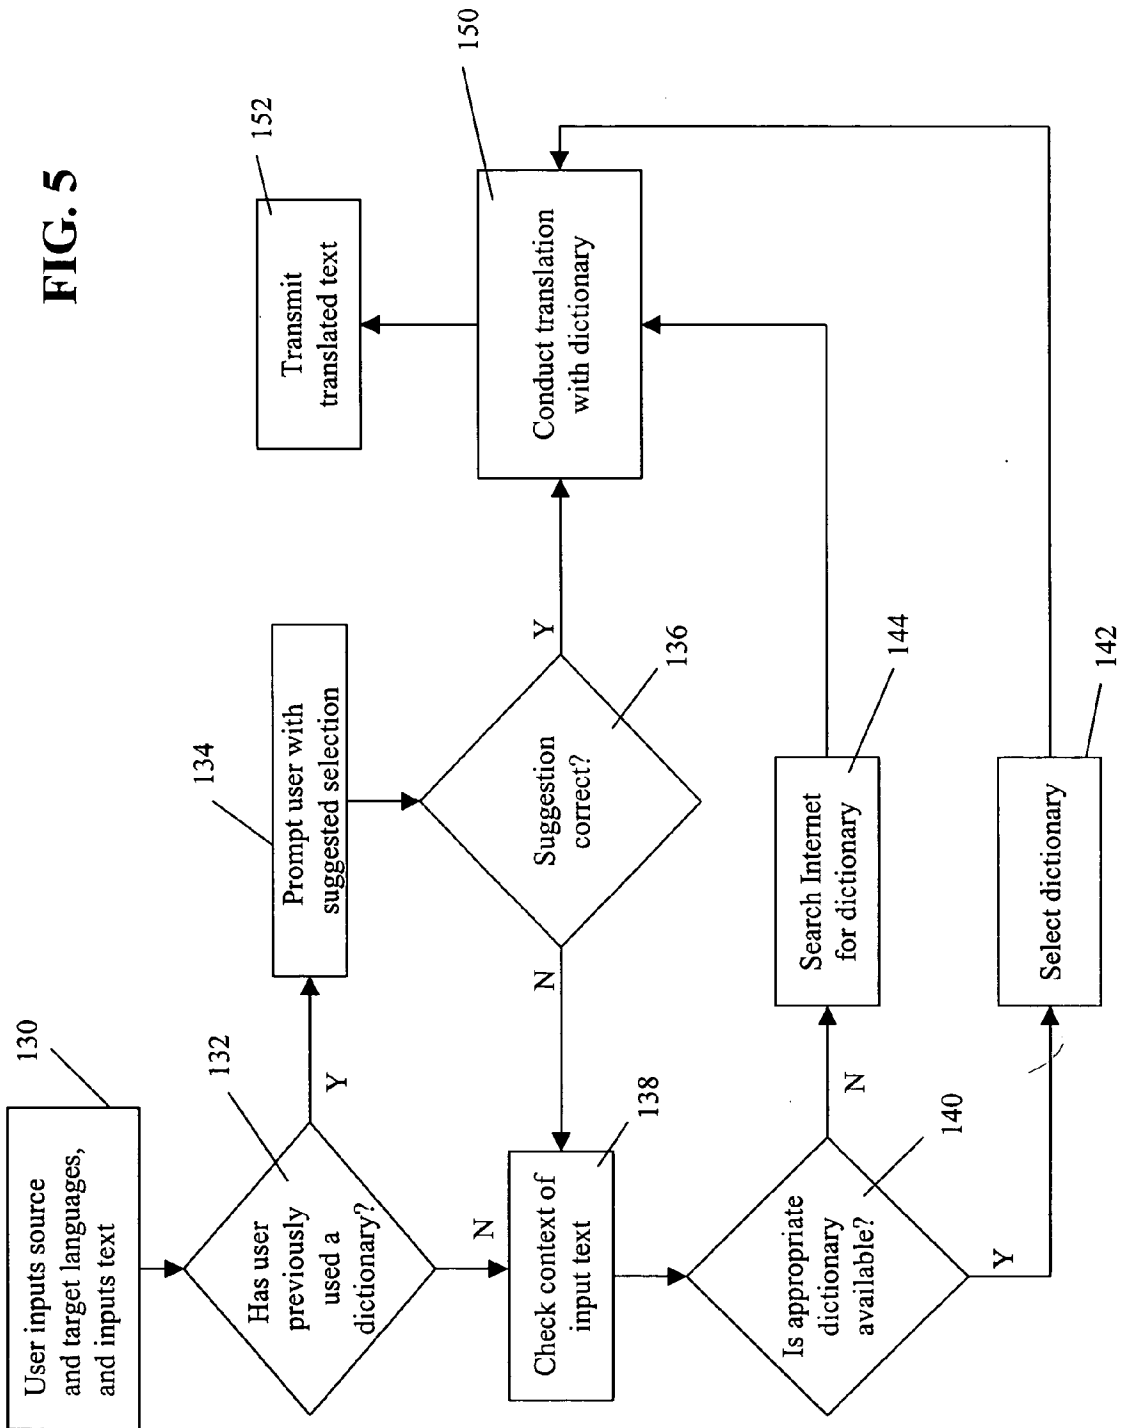 FIG. 5
130
User inputs source
and target languages,
and inputs text
132
Has user
previously
used a
dictionary?
Y
N
134
Prompt user with
suggested selection
Suggestion
correct?
136
Y
N
138
Check context of
input text
Is appropriate
dictionary
available?
140
N
Y
144
Search Internet
for dictionary
142
Select dictionary
150
Conduct translation
with dictionary
152
Transmit
translated text